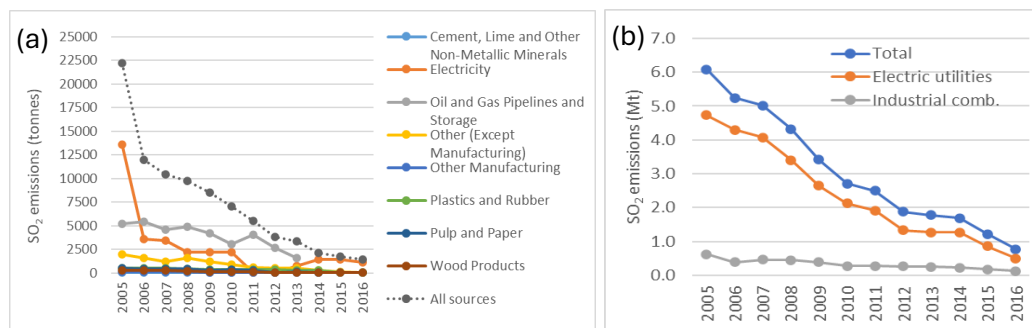 (a)
SO2 emissions (tonnes)
25000
22500
20000
17500
15000
12500
10000
7500
5000
2500
0
2005
2006
2007
2008
2009
2010
2011
2012
2013
2014
2015
2016
Cement, Lime and Other
Non-Metallic Minerals
Electricity
Oil and Gas Pipelines and
Storage
Other (Except
Manufacturing)
Other Manufacturing
Plastics and Rubber
Pulp and Paper
Wood Products
All sources
(b)
SO2 emissions (Mt)
7.0
6.0
5.0
4.0
3.0
2.0
1.0
0.0
2005
2006
2007
2008
2009
2010
2011
2012
2013
2014
2015
2016
Total
Electric utilities
Industrial comb.